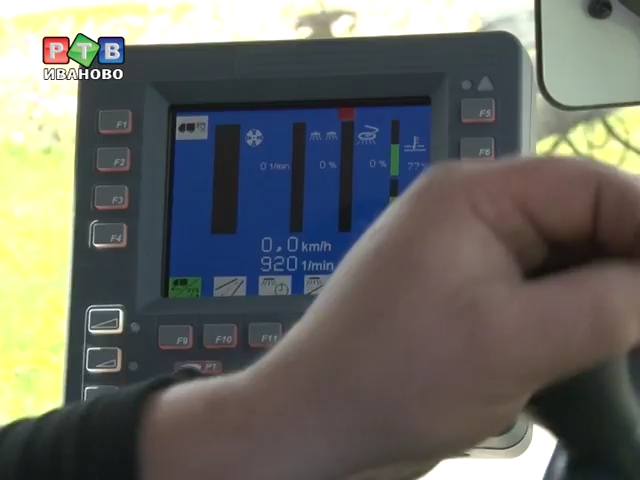 РТВ
ИВАНОВО
F1
F2
F3
F4
F5
F6
0 1/min
0 %
0 %
0,0 km/h
920 1/min
F9
F10
F11